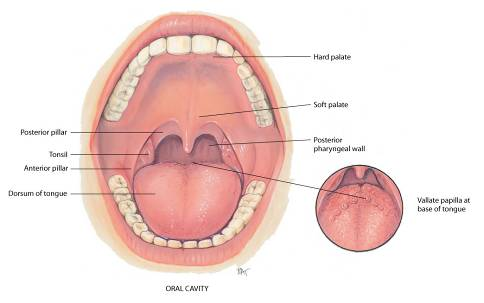 Hard palate
Soft palate
Posterior pillar
Posterior
pharyngeal wall
Tonsil
Anterior pillar
Dorsum of tongue
Vallate papilla at
base of tongue
ORAL CAVITY